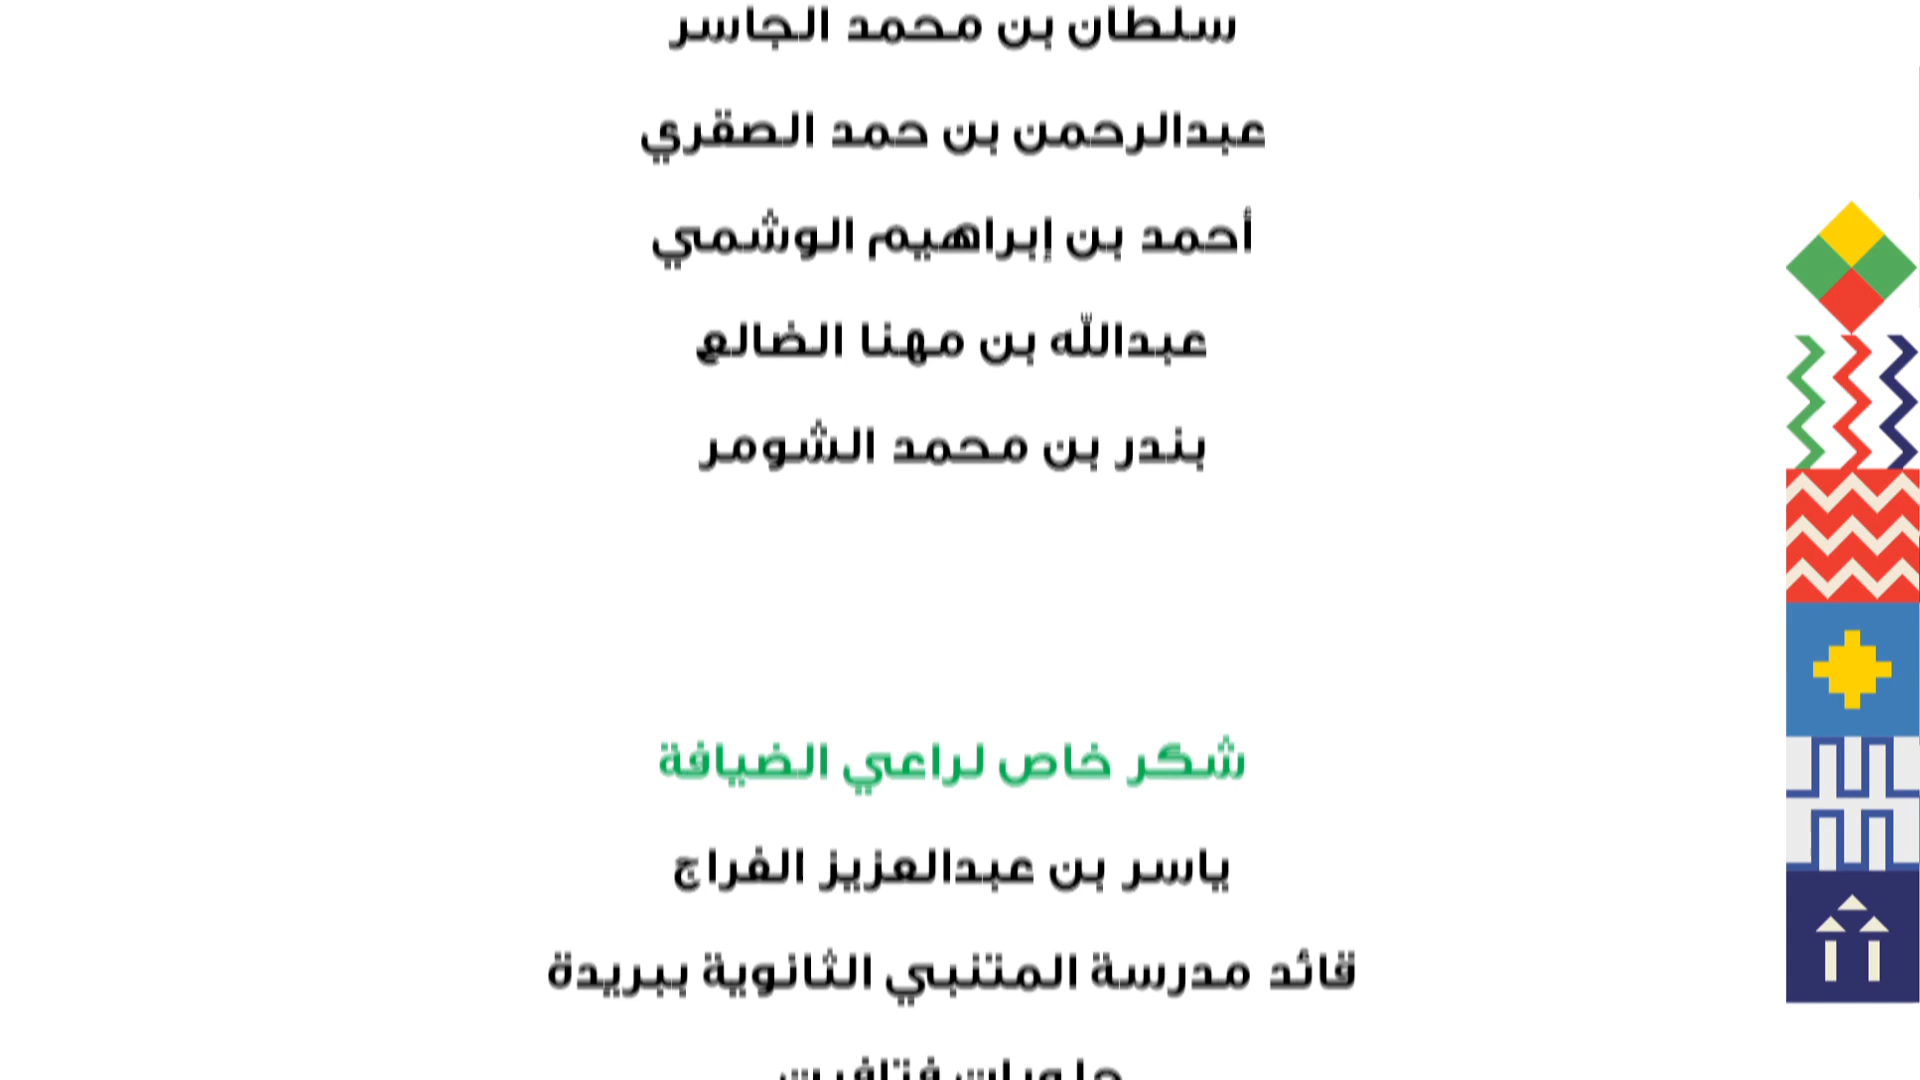 سلطان بن محمد الجاسر
عبدالرحمن بن حمد الصقري
أحمد بن إبراهيم الوشمي
عبدالله بن مهنا الضالع
بندر بن محمد الشومر
شكر خاص لراعي الضيافة
ياسر بن عبدالعزيز الفراج
قائد مدرسة المتنبي الثانوية ببريدة